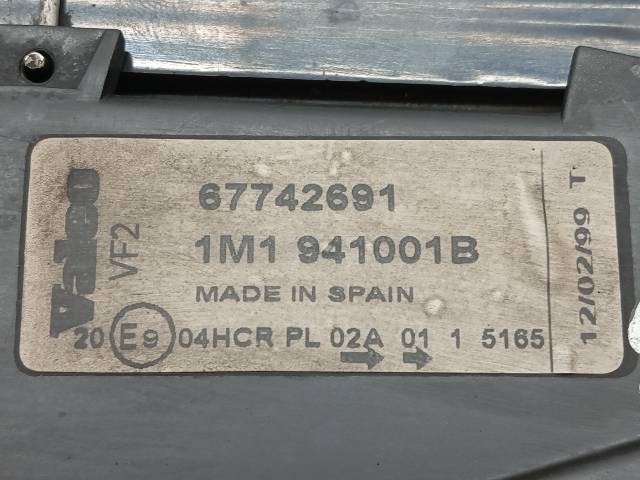 Valeo
VF2
67742691
1M1 941001B
MADE IN SPAIN
20 E9 04HCR PL 02A 01 1 5165
12/02/99 T